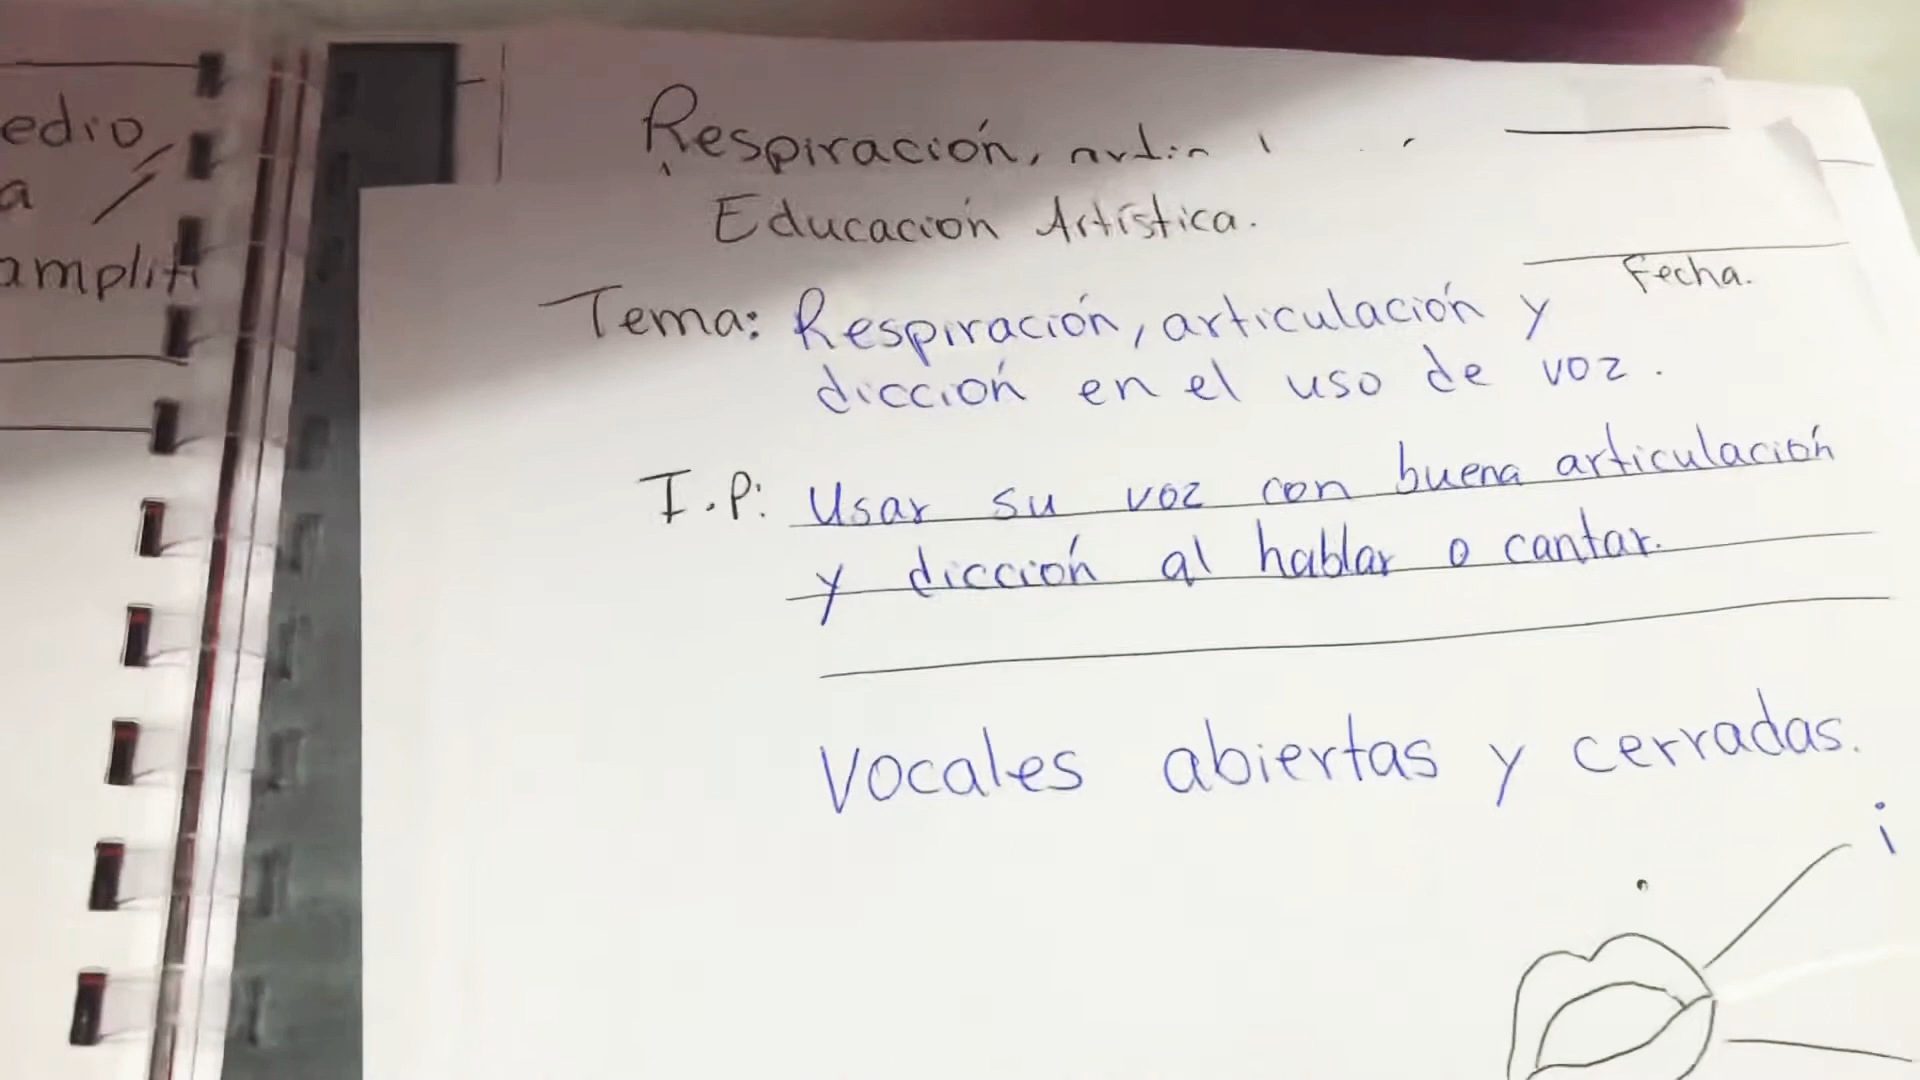 edio
a
ampliti
Respiración,
Educación Artística.
Fecha.
Tema: Respiración, articulación y
dicción en el uso de voz.
I.P: Usar su voz con buena articulación
y dicción al hablar o cantar.
Vocales abiertas y cerradas.
i